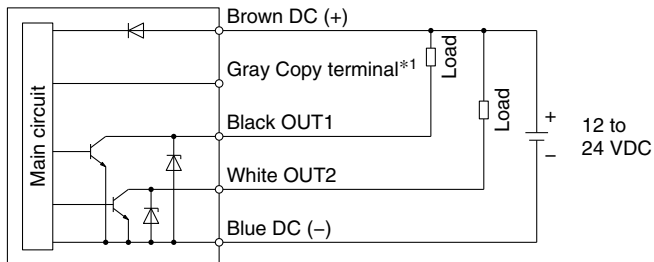 Brown DC (+)
Gray Copy terminal*1
Black OUT1
White OUT2
Blue DC (−)
Main circuit
Load
Load
+
−
12 to
24 VDC